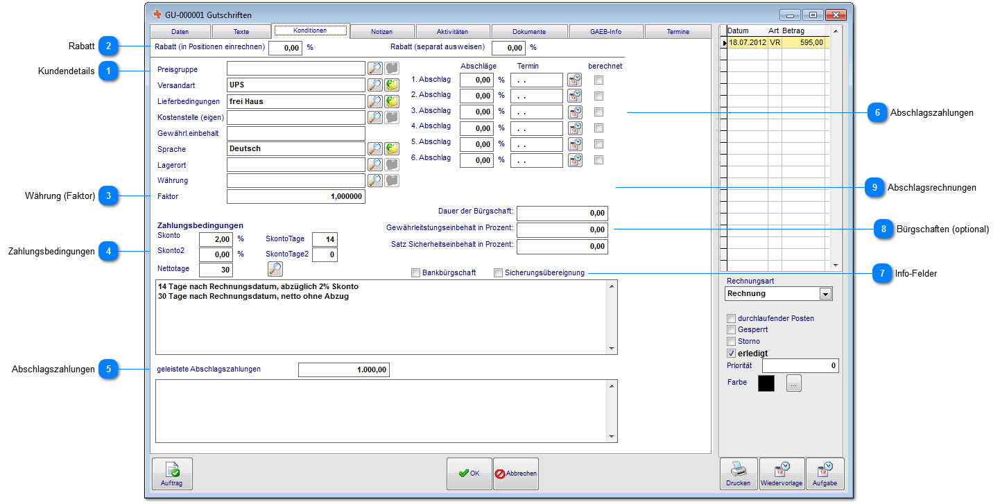 GU-000001 Gutschriften
Daten Texte Konditionen Notizen Aktivitäten Dokumente GAEB-Info Termine
Rabatt 2 Rabatt (in Positionen einrechnen) 0,00 % Rabatt (separat ausweisen) 0,00 %
Kundendetails 1
Preisgruppe
Versandart UPS
Lieferbedingungen frei Haus
Kostenstelle (eigen)
Gewährl.einbehalt
Sprache Deutsch
Lagerort
Währung
Währung (Faktor) 3 Faktor 1,000000
Abschläge Termin berechnet
1. Abschlag 0,00 % . .
2. Abschlag 0,00 % . .
3. Abschlag 0,00 % . .
4. Abschlag 0,00 % . .
5. Abschlag 0,00 % . .
6. Abschlag 0,00 % . .
6 Abschlagszahlungen
9 Abschlagsrechnungen
Dauer der Bürgschaft: 0,00
Gewährleitstungseinbehalt in Prozent: 0,00
Satz Sicherheitseinbehalt in Prozent: 0,00
8 Bürgschaften (optional)
Zahlungsbedingungen
Skonto 2,00 % SkontoTage 14
Zahlungsbedingungen 4 Skonto2 0,00 % SkontoTage2 0
Nettotage 30
Bankbürgschaft Sicherungsübereignung
7 Info-Felder
14 Tage nach Rechnungsdatum, abzüglich 2% Skonto
30 Tage nach Rechnungsdatum, netto ohne Abzug
Abschlagszahlungen 5 geleistete Abschlagszahlungen 1.000,00
Datum Art Betrag
18.07.2012 VR 595,00
Rechnungsart
Rechnung
durchlaufender Posten
Gesperrt
Storno
erledigt
Priorität 0
Farbe ...
Auftrag OK Abbrechen Drucken Wiedervorlage Aufgabe